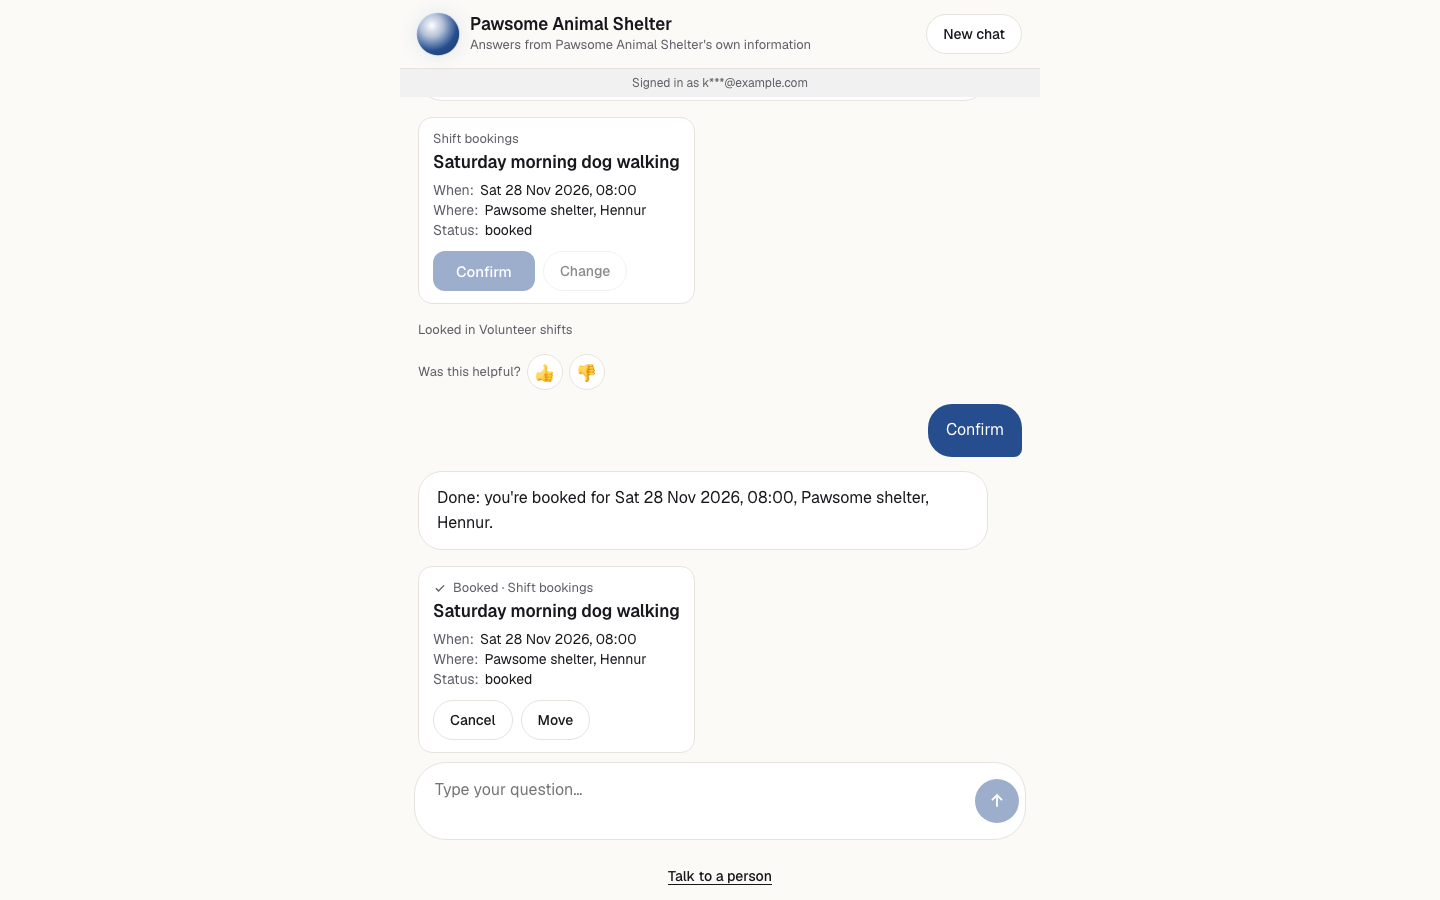 Pawsome Animal Shelter
Answers from Pawsome Animal Shelter's own information
New chat
Signed in as k***@example.com
Shift bookings
Saturday morning dog walking
When: Sat 28 Nov 2026, 08:00
Where: Pawsome shelter, Hennur
Status: booked
Confirm
Change
Looked in Volunteer shifts
Was this helpful?
Confirm
Done: you're booked for Sat 28 Nov 2026, 08:00, Pawsome shelter,
Hennur.
Booked · Shift bookings
Saturday morning dog walking
When: Sat 28 Nov 2026, 08:00
Where: Pawsome shelter, Hennur
Status: booked
Cancel
Move
Type your question...
Talk to a person